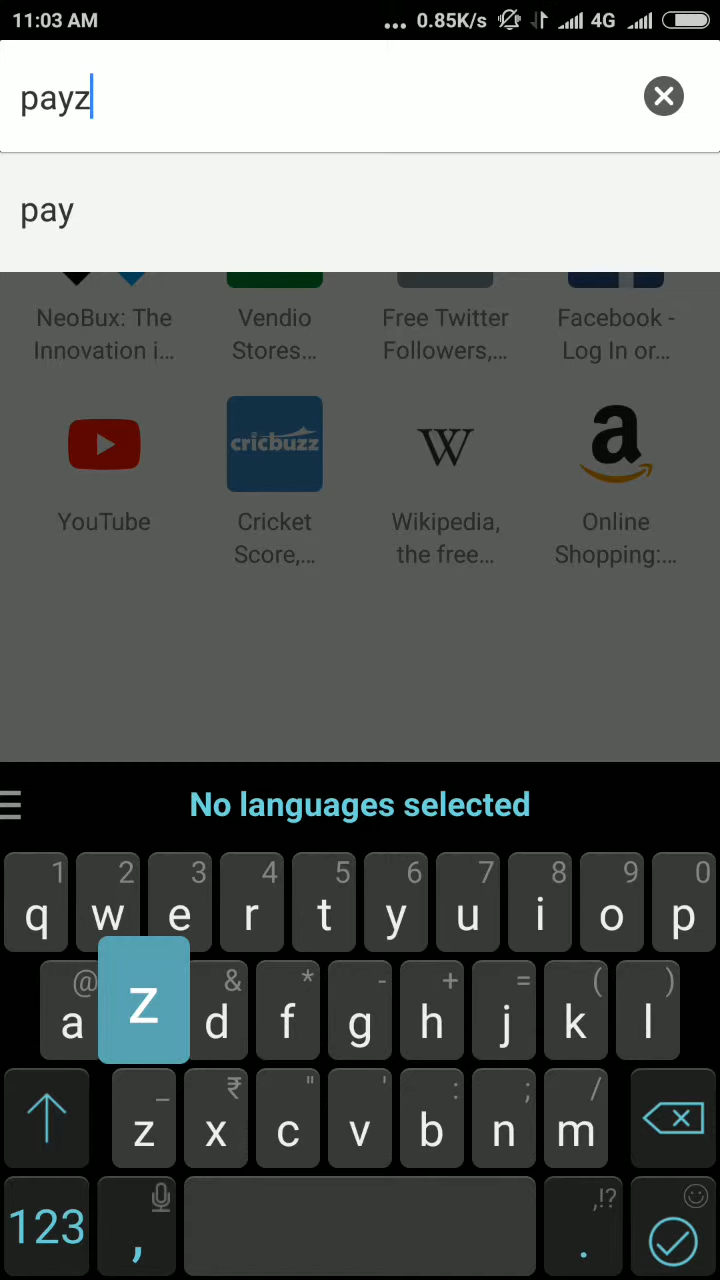 11:03 AM ... 0.85K/s 4G
payz
pay
NeoBux: The Vendio Free Twitter Facebook -
Innovation i... Stores... Followers,... Log In or...
cricbuzz W a
YouTube Cricket Wikipedia, Online
Score,... the free... Shopping:...
No languages selected
1 2 3 4 5 6 7 8 9 0
q w e r t y u i o p
@ & * - + = ( )
a z d f g h j k l
_ ₹ " ' : ; /
z x c v b n m
,!?
123 , .